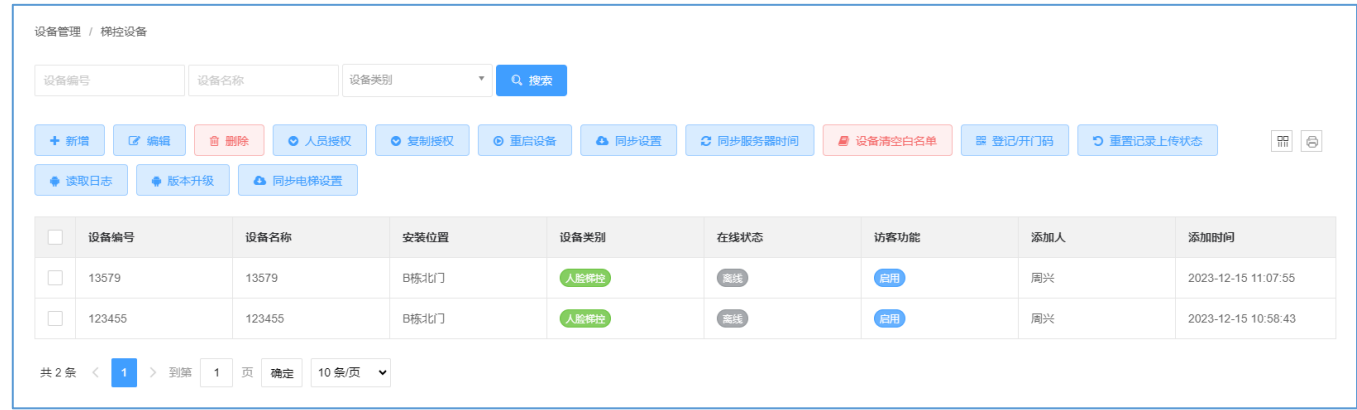 设备管理 / 梯控设备
设备编号 设备名称 设备类别 搜索
新增 编辑 删除 人员授权 复制授权 重启设备 同步设置 同步服务器时间 设备清空白名单 登记/开门码 重置记录上传状态
读取日志 版本升级 同步电梯设置
设备编号 设备名称 安装位置 设备类别 在线状态 访客功能 添加人 添加时间
13579 13579 B栋北门 人脸梯控 离线 启用 周兴 2023-12-15 11:07:55
123455 123455 B栋北门 人脸梯控 离线 启用 周兴 2023-12-15 10:58:43
共 2 条 < 1 > 到第 1 页 确定 10 条/页